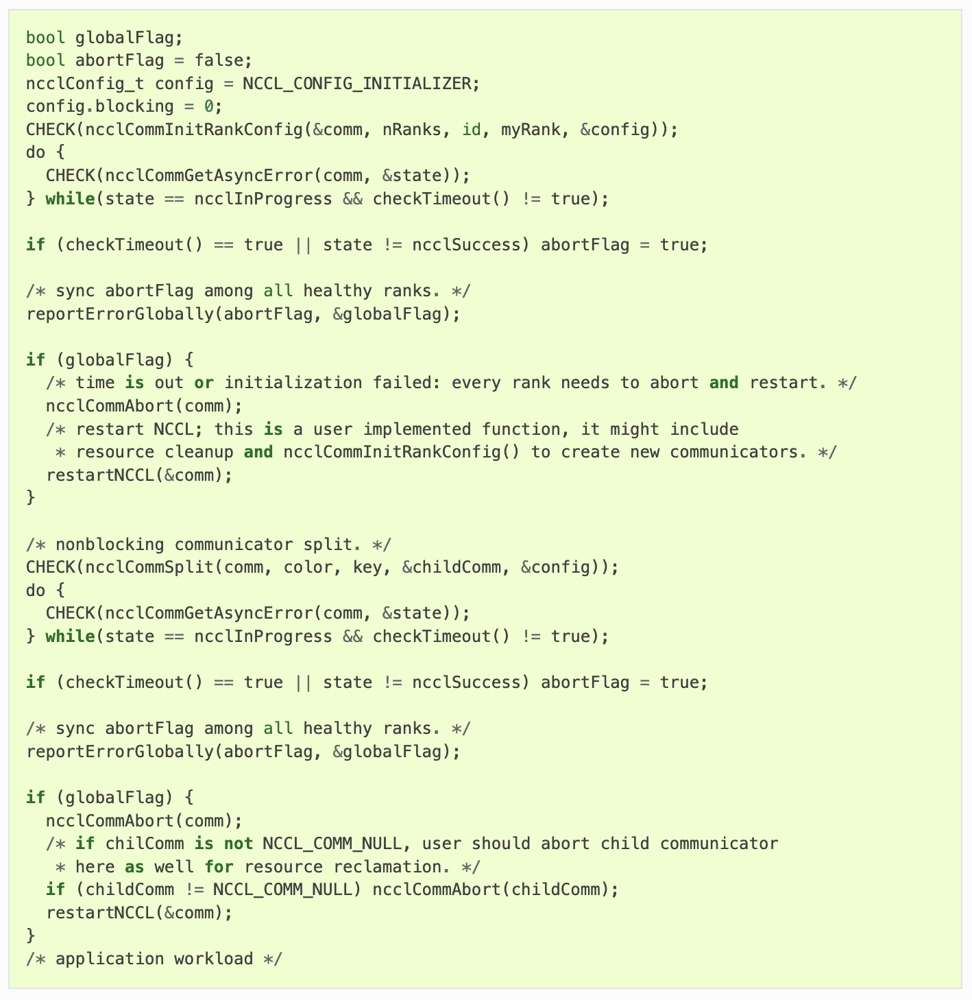 bool globalFlag;
bool abortFlag = false;
ncclConfig_t config = NCCL_CONFIG_INITIALIZER;
config.blocking = 0;
CHECK(ncclCommInitRankConfig(&comm, nRanks, id, myRank, &config));
do {
  CHECK(ncclCommGetAsyncError(comm, &state));
} while(state == ncclInProgress && checkTimeout() != true);

if (checkTimeout() == true || state != ncclSuccess) abortFlag = true;

/* sync abortFlag among all healthy ranks. */
reportErrorGlobally(abortFlag, &globalFlag);

if (globalFlag) {
  /* time is out or initialization failed: every rank needs to abort and restart. */
  ncclCommAbort(comm);
  /* restart NCCL; this is a user implemented function, it might include
   * resource cleanup and ncclCommInitRankConfig() to create new communicators. */
  restartNCCL(&comm);
}

/* nonblocking communicator split. */
CHECK(ncclCommSplit(comm, color, key, &childComm, &config));
do {
  CHECK(ncclCommGetAsyncError(comm, &state));
} while(state == ncclInProgress && checkTimeout() != true);

if (checkTimeout() == true || state != ncclSuccess) abortFlag = true;

/* sync abortFlag among all healthy ranks. */
reportErrorGlobally(abortFlag, &globalFlag);

if (globalFlag) {
  ncclCommAbort(comm);
  /* if chilComm is not NCCL_COMM_NULL, user should abort child communicator
   * here as well for resource reclamation. */
  if (childComm != NCCL_COMM_NULL) ncclCommAbort(childComm);
  restartNCCL(&comm);
}
/* application workload */